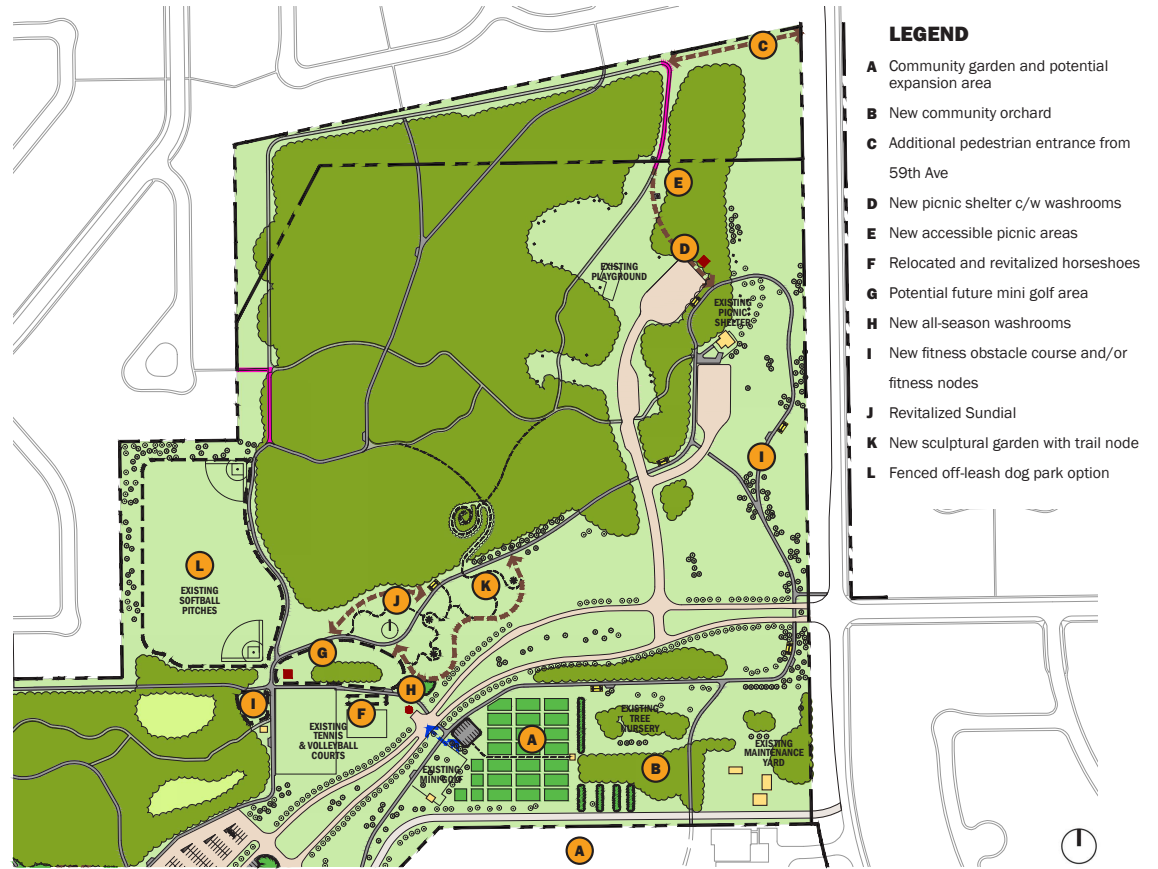 LEGEND
A Community garden and potential
expansion area
B New community orchard
C Additional pedestrian entrance from
59th Ave
D New picnic shelter c/w washrooms
E New accessible picnic areas
F Relocated and revitalized horseshoes
G Potential future mini golf area
H New all-season washrooms
I New fitness obstacle course and/or
fitness nodes
J Revitalized Sundial
K New sculptural garden with trail node
L Fenced off-leash dog park option
C
E
D
EXISTING
PLAYGROUND
EXISTING
PICNIC
SHELTER
I
L
EXISTING
SOFTBALL
PITCHES
K
J
G
H
I
F
EXISTING
TENNIS
& VOLLEYBALL
COURTS
EXISTING
MINI GOLF
A
EXISTING
TREE
NURSERY
B
EXISTING
MAINTENANCE
YARD
A